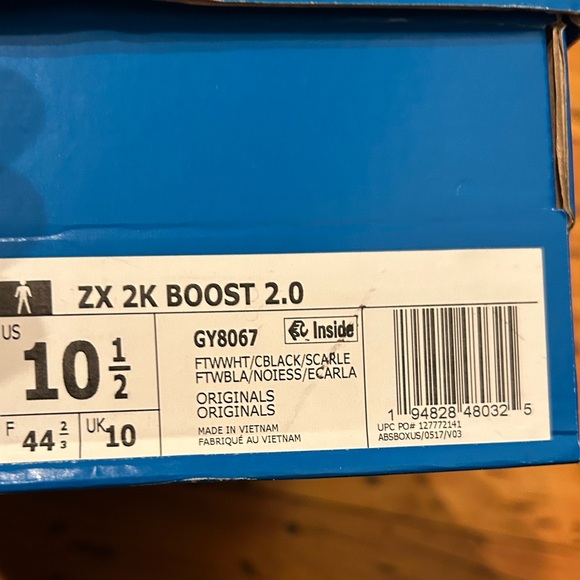 ZX 2K BOOST 2.0
US
10 1/2
F
44 2/3
UK
10
GY8067
Inside
FTWWHT/CBLACK/SCARLE
FTWBLA/NOIESS/ECARLA
ORIGINALS
ORIGINALS
MADE IN VIETNAM
FABRIQUÉ AU VIETNAM
1 94828 48032 5
UPC PO# 127772141
ABSBOXUS/0517/V03